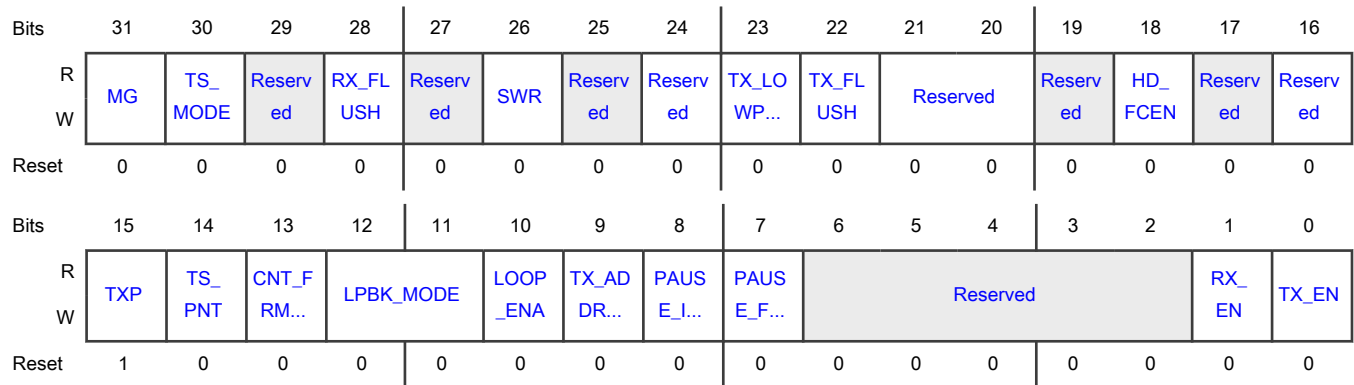 Bits 31 30 29 28 27 26 25 24 23 22 21 20 19 18 17 16
R
W
MG TS_ MODE Reserv ed RX_FL USH Reserv ed SWR Reserv ed Reserv ed TX_LO WP... TX_FL USH Reserved Reserv ed HD_ FCEN Reserv ed Reserv ed
Reset 0 0 0 0 0 0 0 0 0 0 0 0 0 0 0 0
Bits 15 14 13 12 11 10 9 8 7 6 5 4 3 2 1 0
R
W
TXP TS_ PNT CNT_F RM... LPBK_MODE LOOP _ENA TX_AD DR... PAUS E_I... PAUS E_F... Reserved RX_ EN TX_EN
Reset 1 0 0 0 0 0 0 0 0 0 0 0 0 0 0 0